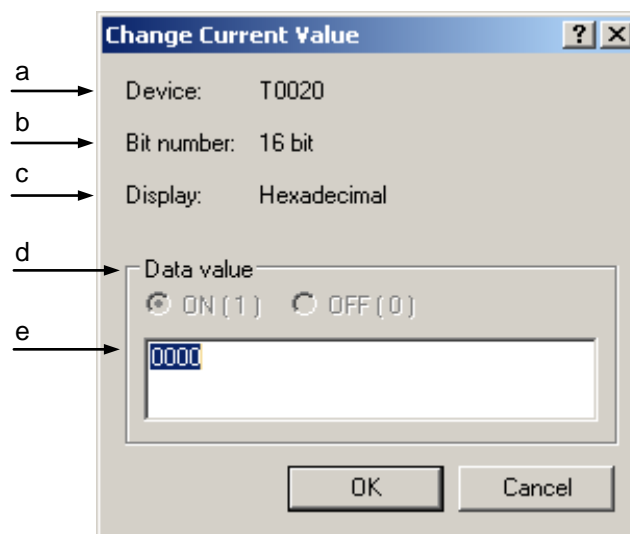 Change Current Value
a
Device: T0020
b
Bit number: 16 bit
c
Display: Hexadecimal
d
Data value
ON ( 1 ) OFF ( 0 )
e
0000
OK Cancel